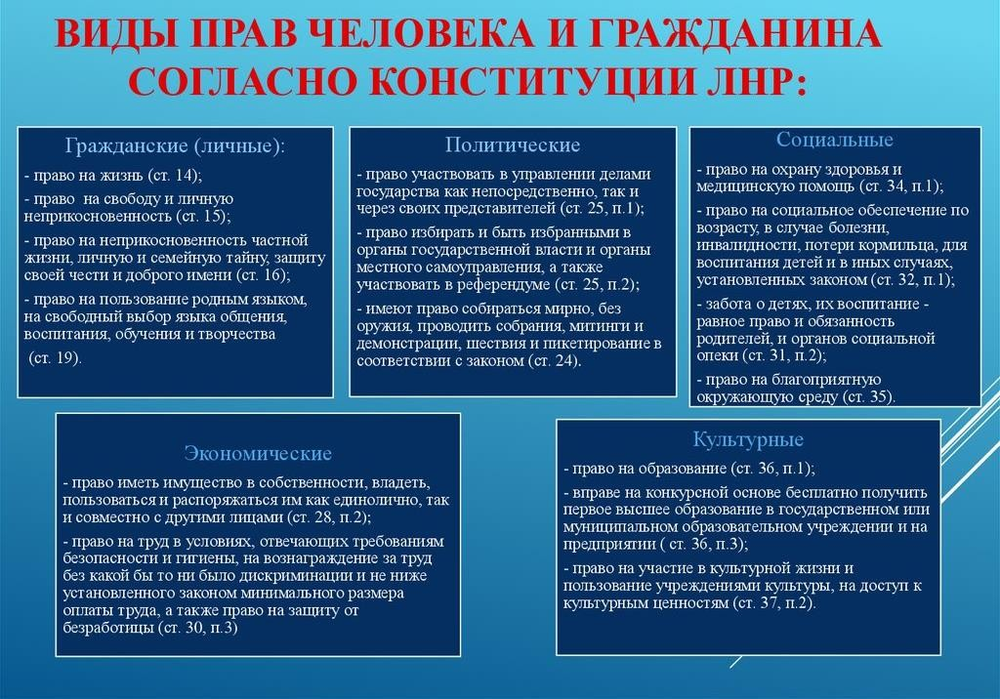 ВИДЫ ПРАВ ЧЕЛОВЕКА И ГРАЖДАНИНА
СОГЛАСНО КОНСТИТУЦИИ ЛНР:
Гражданские (личные):
- право на жизнь (ст. 14);
- право на свободу и личную
неприкосновенность (ст. 15);
- право на неприкосновенность частной
жизни, личную и семейную тайну, защиту
своей чести и доброго имени (ст. 16);
- право на пользование родным языком,
на свободный выбор языка общения,
воспитания, обучения и творчества
(ст. 19).
Политические
- право участвовать в управлении делами
государства как непосредственно, так и
через своих представителей (ст. 25, п.1);
- право избирать и быть избранными в
органы государственной власти и органы
местного самоуправления, а также
участвовать в референдуме (ст. 25, п.2);
- имеют право собираться мирно, без
оружия, проводить собрания, митинги и
демонстрации, шествия и пикетирование в
соответствии с законом (ст. 24).
Социальные
- право на охрану здоровья и
медицинскую помощь (ст. 34, п.1);
- право на социальное обеспечение по
возрасту, в случае болезни,
инвалидности, потери кормильца, для
воспитания детей и в иных случаях,
установленных законом (ст. 32, п.1);
- забота о детях, их воспитание -
равное право и обязанность
родителей, и органов социальной
опеки (ст. 31, п.2);
- право на благоприятную
окружающую среду (ст. 35).
Экономические
- право иметь имущество в собственности, владеть,
пользоваться и распоряжаться им как единолично, так
и совместно с другими лицами (ст. 28, п.2);
- право на труд в условиях, отвечающих требованиям
безопасности и гигиены, на вознаграждение за труд
без какой бы то ни было дискриминации и не ниже
установленного законом минимального размера
оплаты труда, а также право на защиту от
безработицы (ст. 30, п.3)
Культурные
- право на образование (ст. 36, п.1);
- вправе на конкурсной основе бесплатно получить
первое высшее образование в государственном или
муниципальном образовательном учреждении и на
предприятии ( ст. 36, п.3);
- право на участие в культурной жизни и
пользование учреждениями культуры, на доступ к
культурным ценностям (ст. 37, п.2).